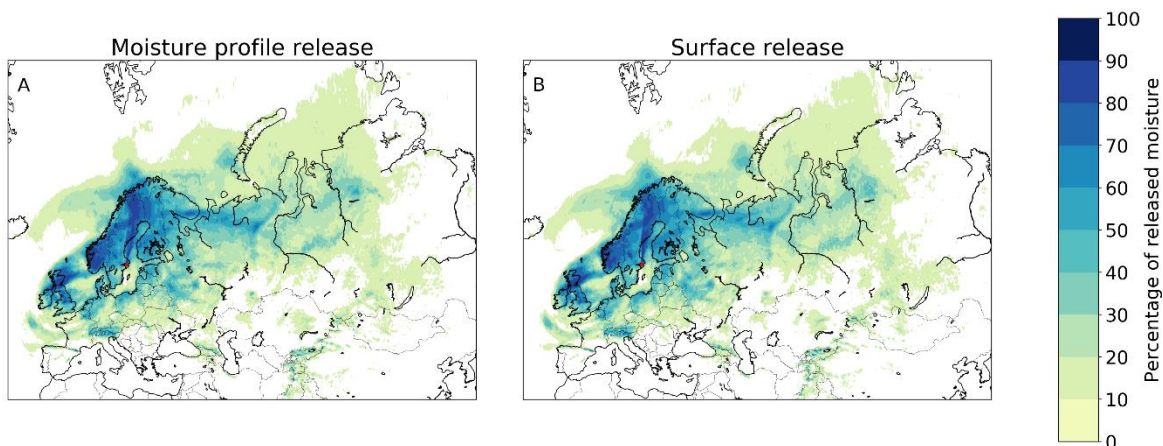 Moisture profile release
A
Surface release
B
100
90
80
70
60
50
40
30
20
10
0
Percentage of released moisture